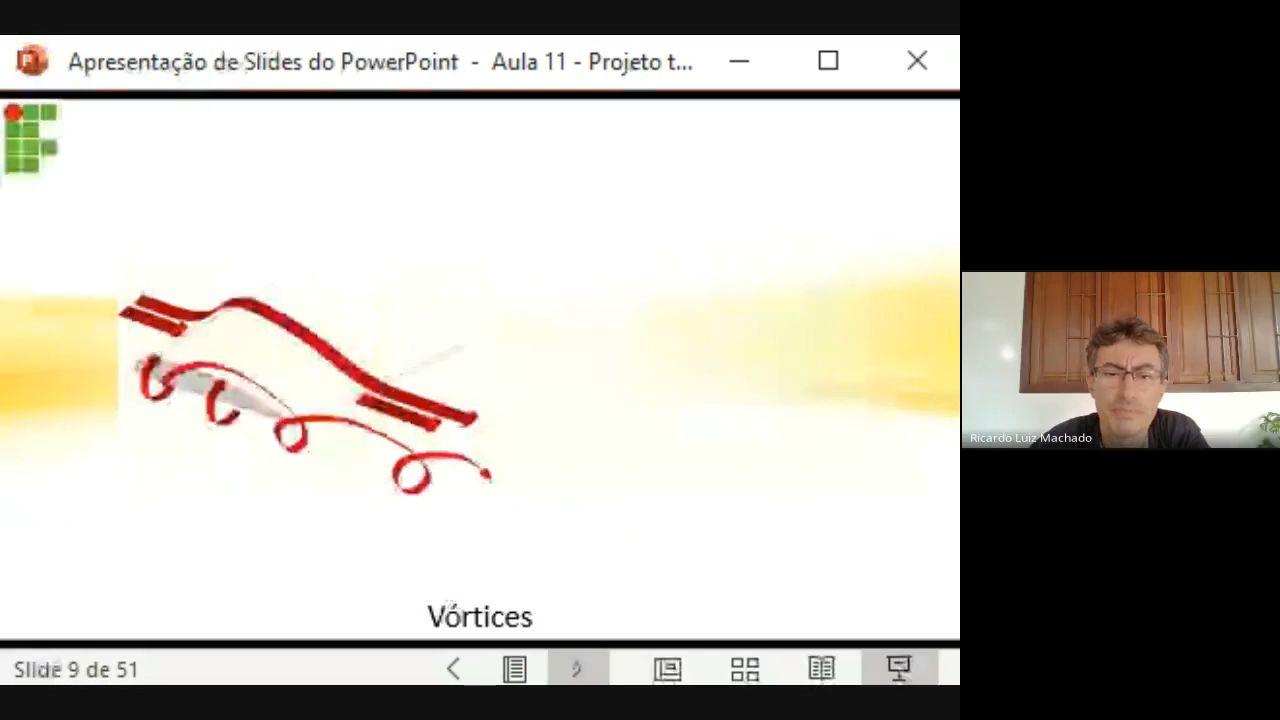 Apresentação de Slides do PowerPoint - Aula 11 - Projeto t...
Vórtices
Slide 9 de 51
Ricardo Luiz Machado